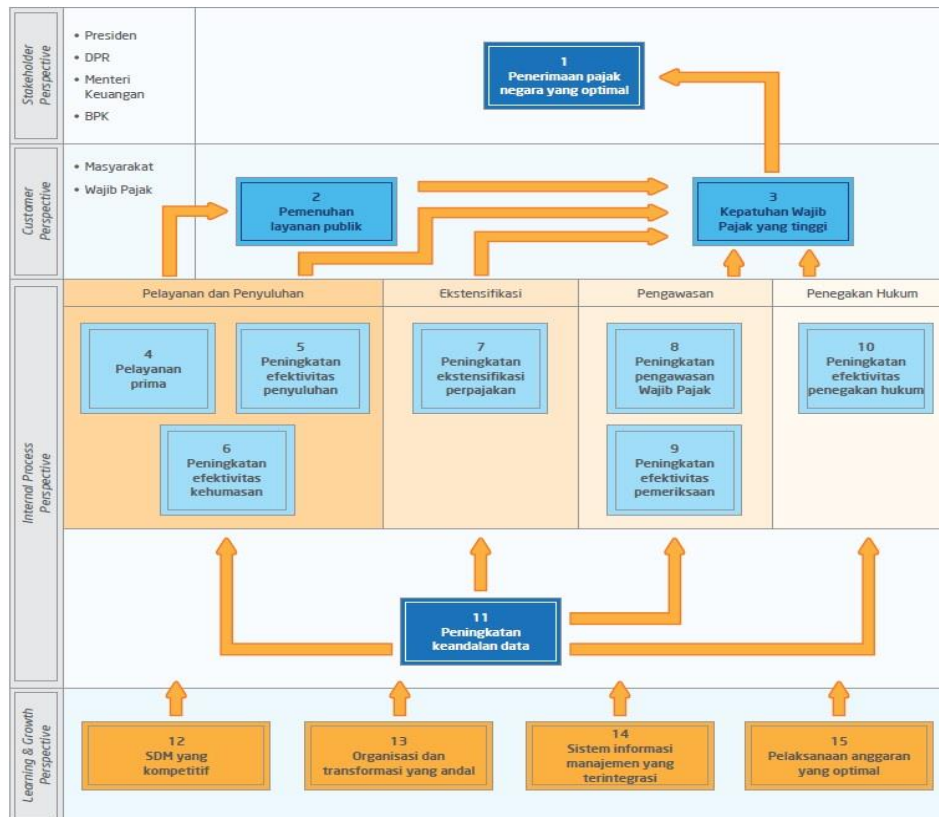 Stakeholder
Perspective
• Presiden
• DPR
• Menteri
Keuangan
• BPK
1
Penerimaan pajak
negara yang optimal
Customer
Perspective
• Masyarakat
• Wajib Pajak
2
Pemenuhan
layanan publik
3
Kepatuhan Wajib
Pajak yang tinggi
Internal Process
Perspective
Pelayanan dan Penyuluhan
Ekstensifikasi
Pengawasan
Penegakan Hukum
4
Pelayanan
prima
5
Peningkatan
efektivitas
penyuluhan
6
Peningkatan
efektivitas
kehumasan
7
Peningkatan
ekstensifikasi
perpajakan
8
Peningkatan
pengawasan
Wajib Pajak
9
Peningkatan
efektivitas
pemeriksaan
10
Peningkatan
efektivitas
penegakan hukum
11
Peningkatan
keandalan data
Learning & Growth
Perspective
12
SDM yang
kompetitif
13
Organisasi dan
transformasi yang andal
14
Sistem informasi
manajemen yang
terintegrasi
15
Pelaksanaan anggaran
yang optimal